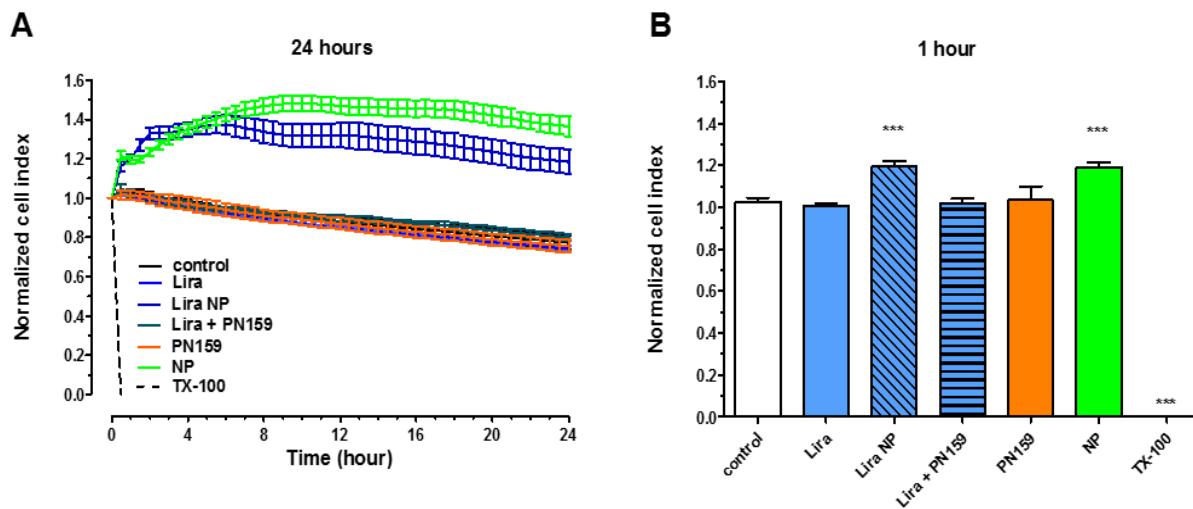 A
24 hours
Normalized cell index
1.6
1.4
1.2
1.0
0.8
0.6
0.4
0.2
0.0
control
Lira
Lira NP
Lira + PN159
PN159
NP
TX-100
0
4
8
12
16
20
24
Time (hour)
B
1 hour
Normalized cell index
1.6
1.4
1.2
1.0
0.8
0.6
0.4
0.2
0.0
***
***
***
control
Lira
Lira NP
Lira + PN159
PN159
NP
TX-100